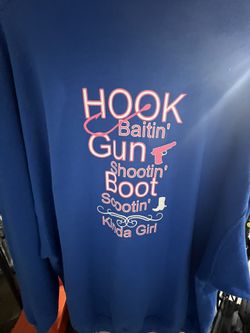 HOOK
Baitin'
Gun
Shootin'
Boot
Scootin'
Kinda Girl